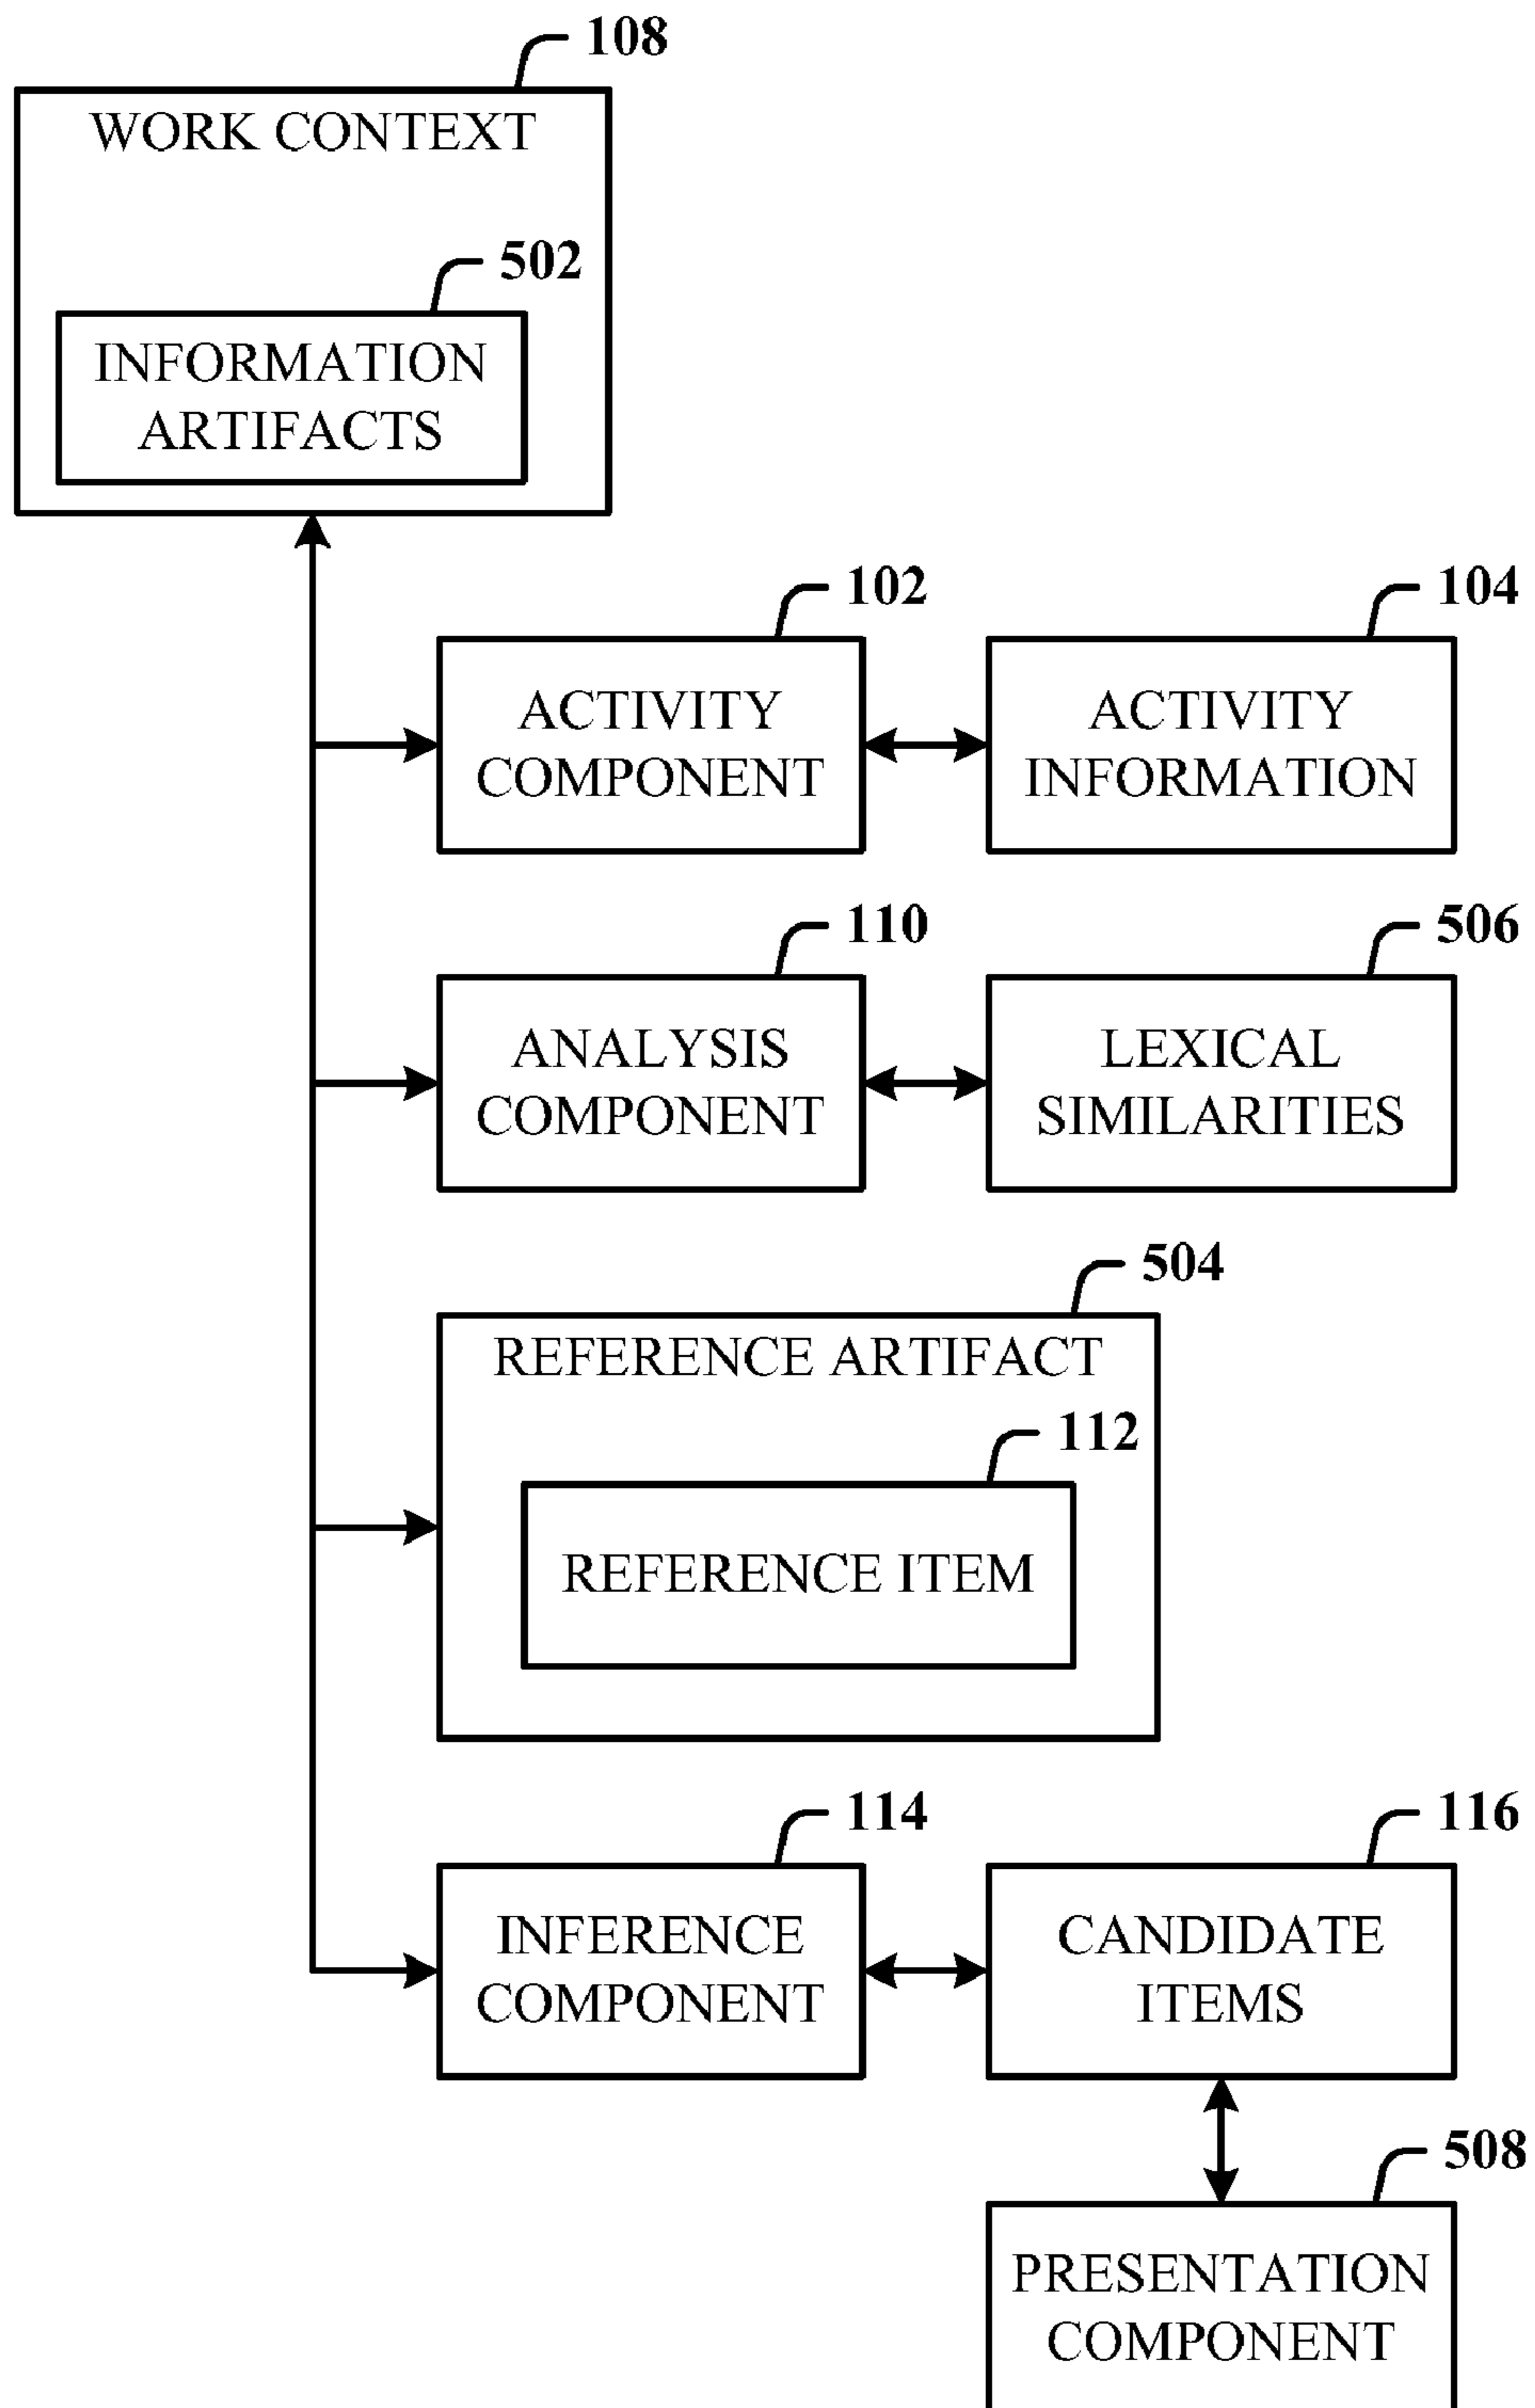 108
WORK CONTEXT
502
INFORMATION
ARTIFACTS
102
ACTIVITY
COMPONENT
104
ACTIVITY
INFORMATION
110
ANALYSIS
COMPONENT
506
LEXICAL
SIMILARITIES
504
REFERENCE ARTIFACT
112
REFERENCE ITEM
114
INFERENCE
COMPONENT
116
CANDIDATE
ITEMS
508
PRESENTATION
COMPONENT